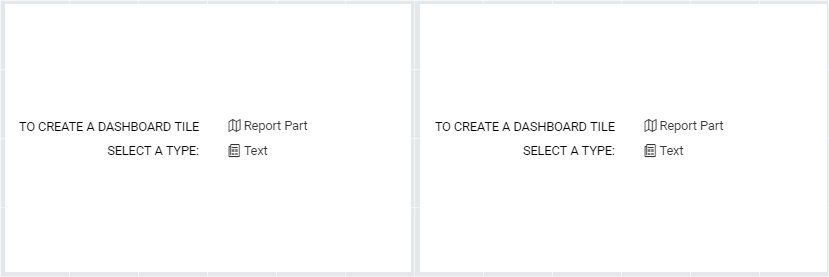 TO CREATE A DASHBOARD TILE
SELECT A TYPE:
Report Part
Text
TO CREATE A DASHBOARD TILE
SELECT A TYPE:
Report Part
Text